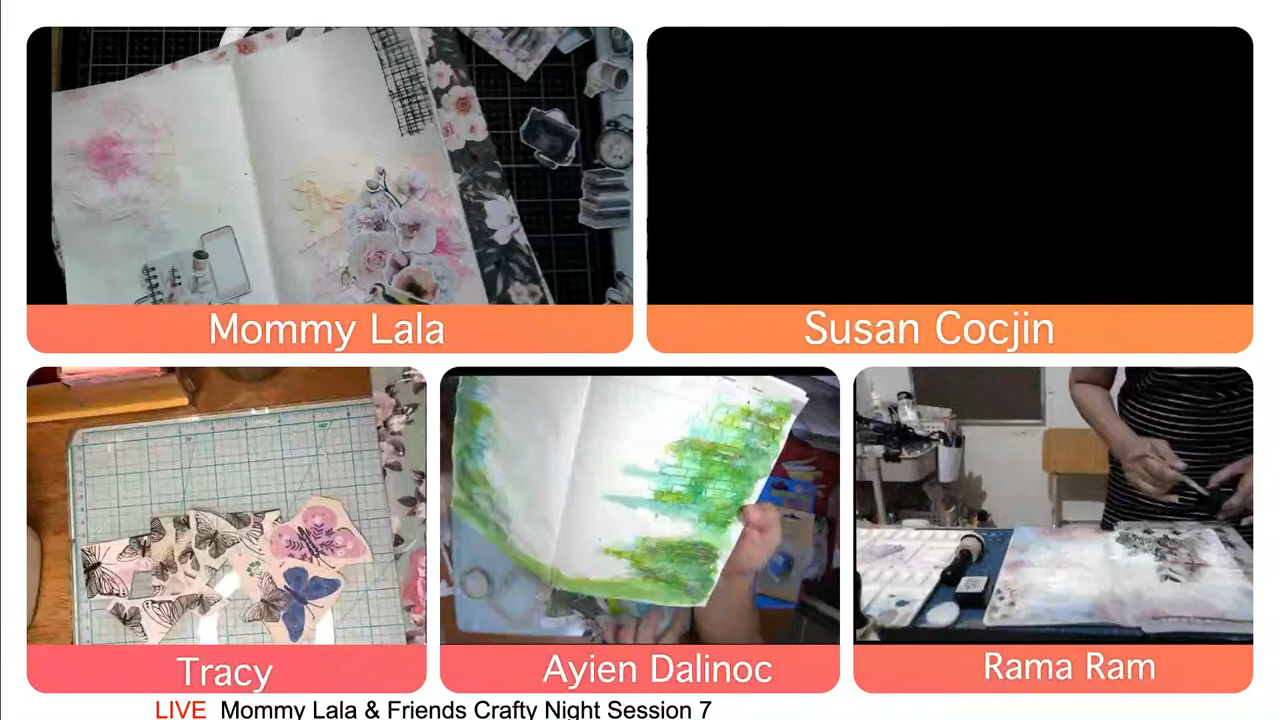 Mommy Lala
Susan Cocjin
Tracy
Ayien Dalinoc
Rama Ram
LIVE Mommy Lala & Friends Crafty Night Session 7